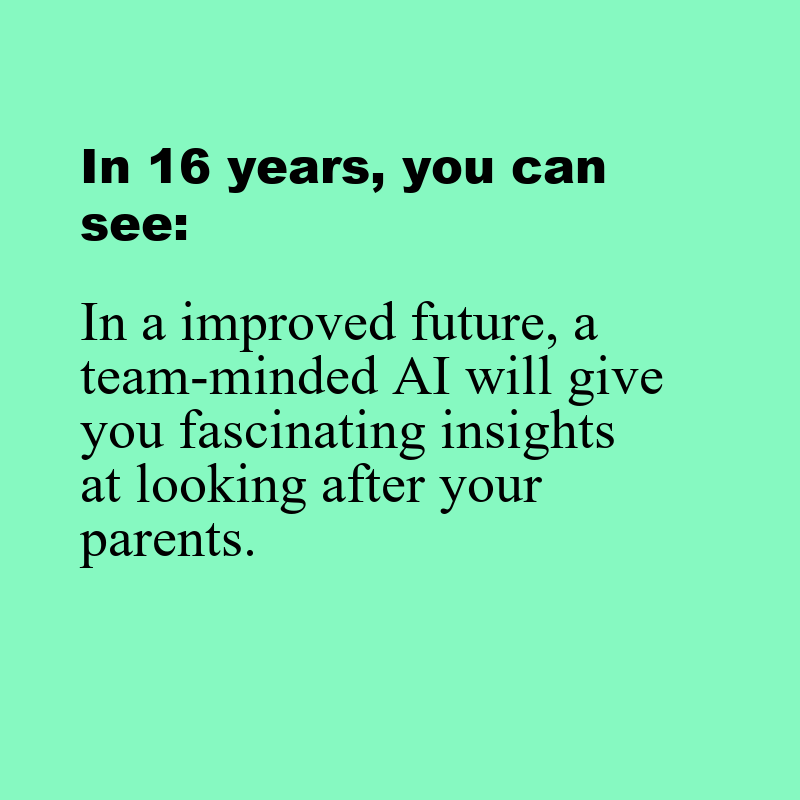 In 16 years, you can
see:
In a improved future, a
team-minded AI will give
you fascinating insights
at looking after your
parents.